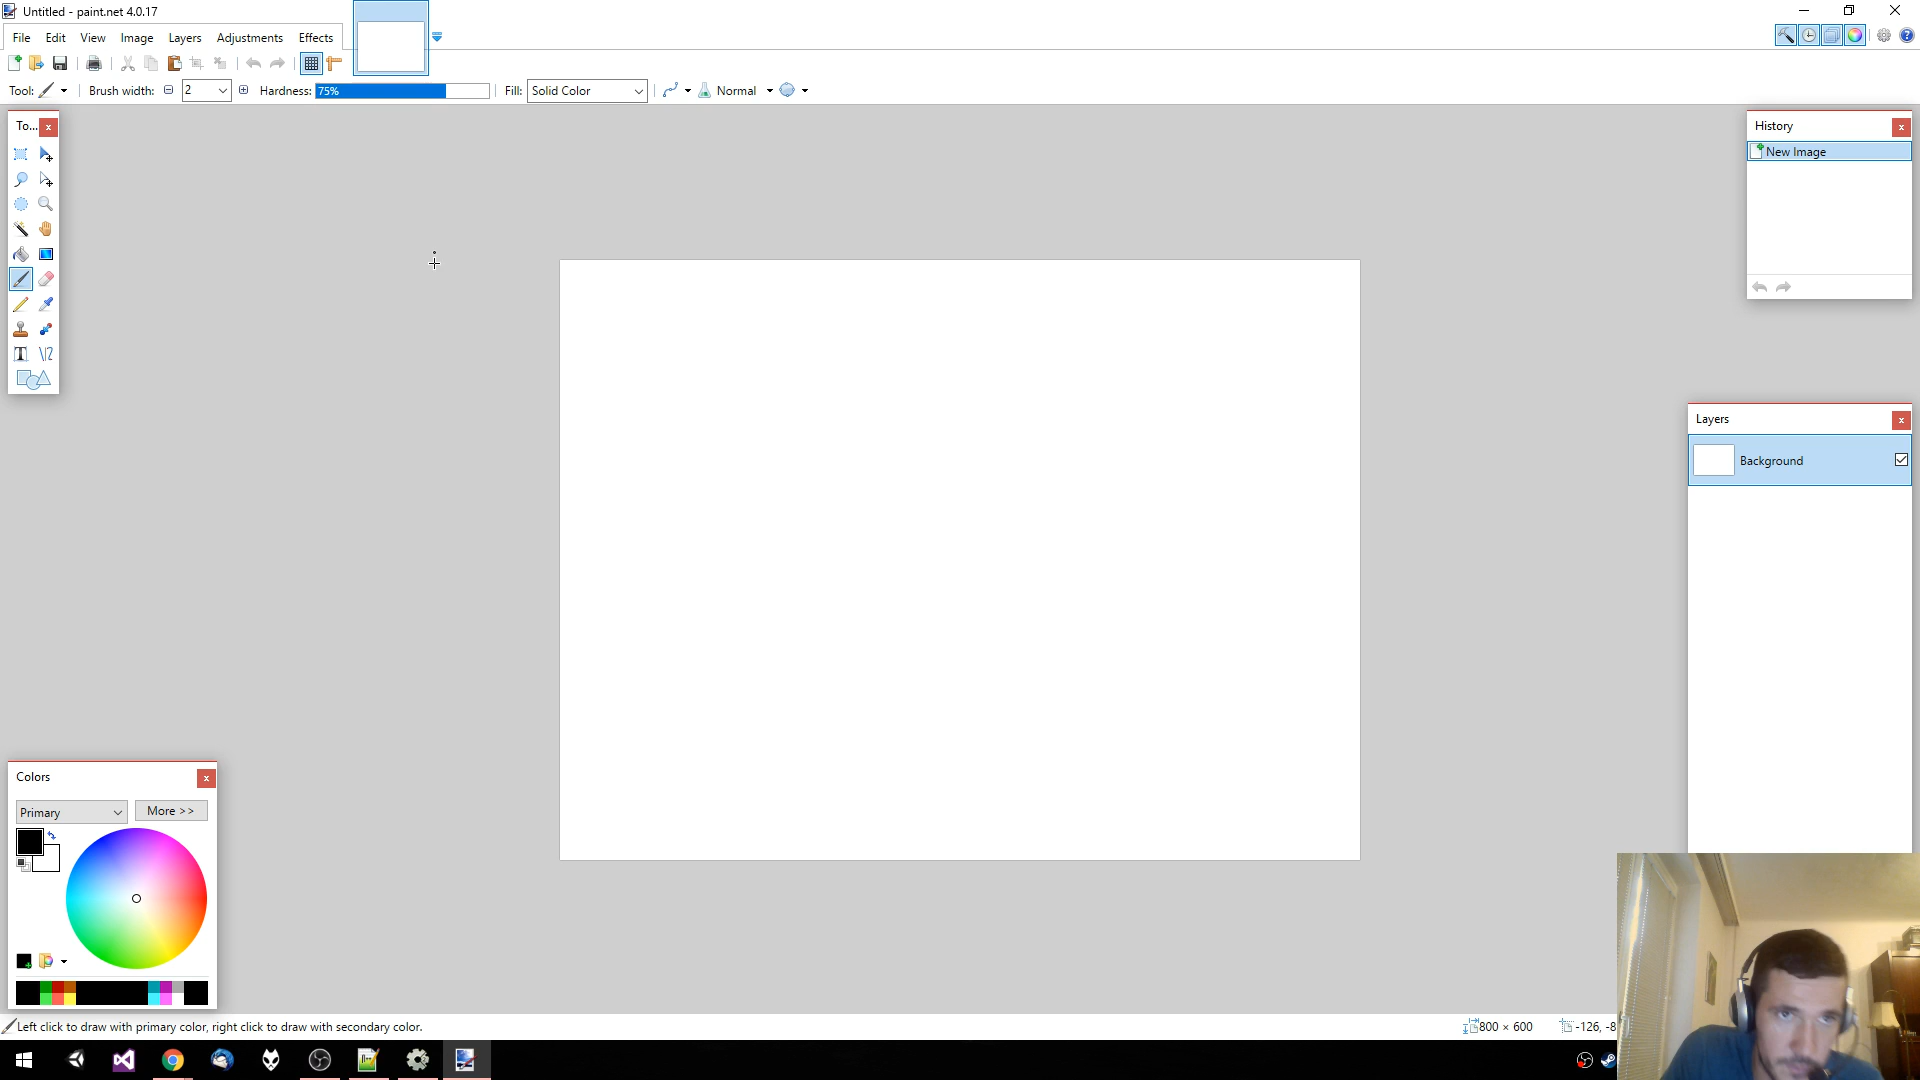 Untitled - paint.net 4.0.17
File Edit View Image Layers Adjustments Effects
Tool: Brush width: 2 Hardness: 75% Fill: Solid Color Normal
To...
History
New Image
Layers
Background
Colors
Primary More >>
Left click to draw with primary color, right click to draw with secondary color.
800 × 600 -126, -8